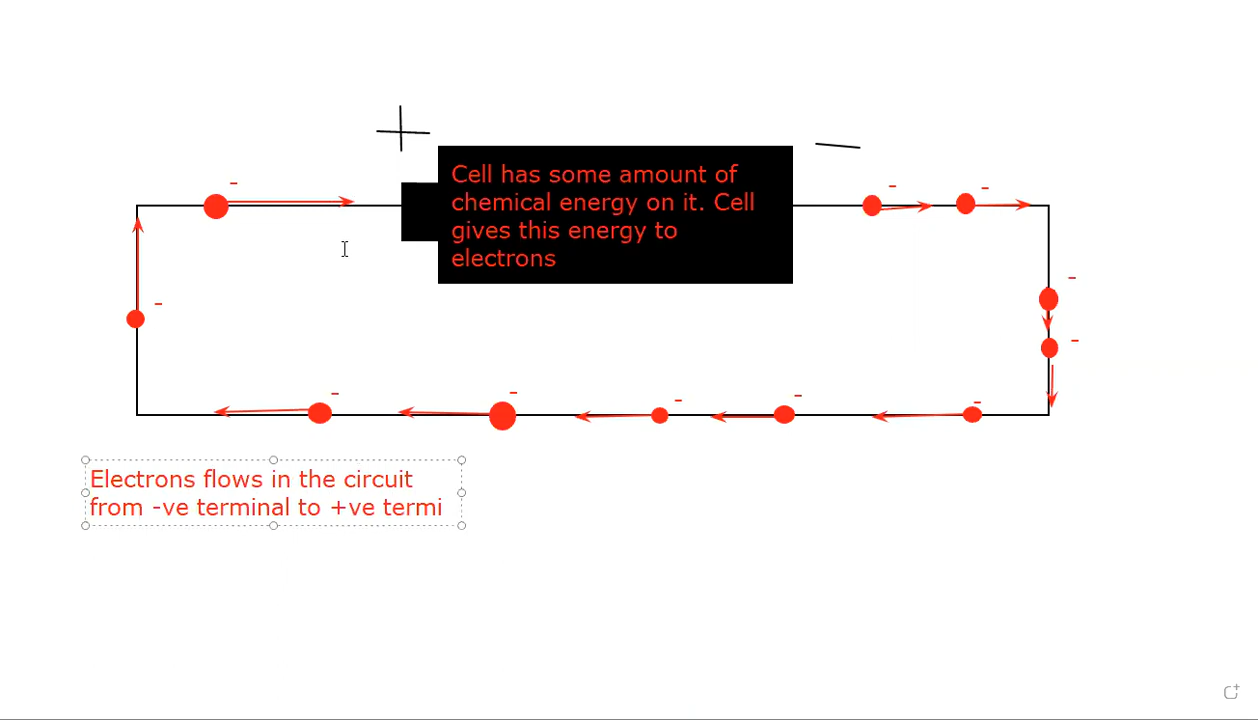 Cell has some amount of
chemical energy on it. Cell
gives this energy to
electrons
Electrons flows in the circuit
from -ve terminal to +ve termi